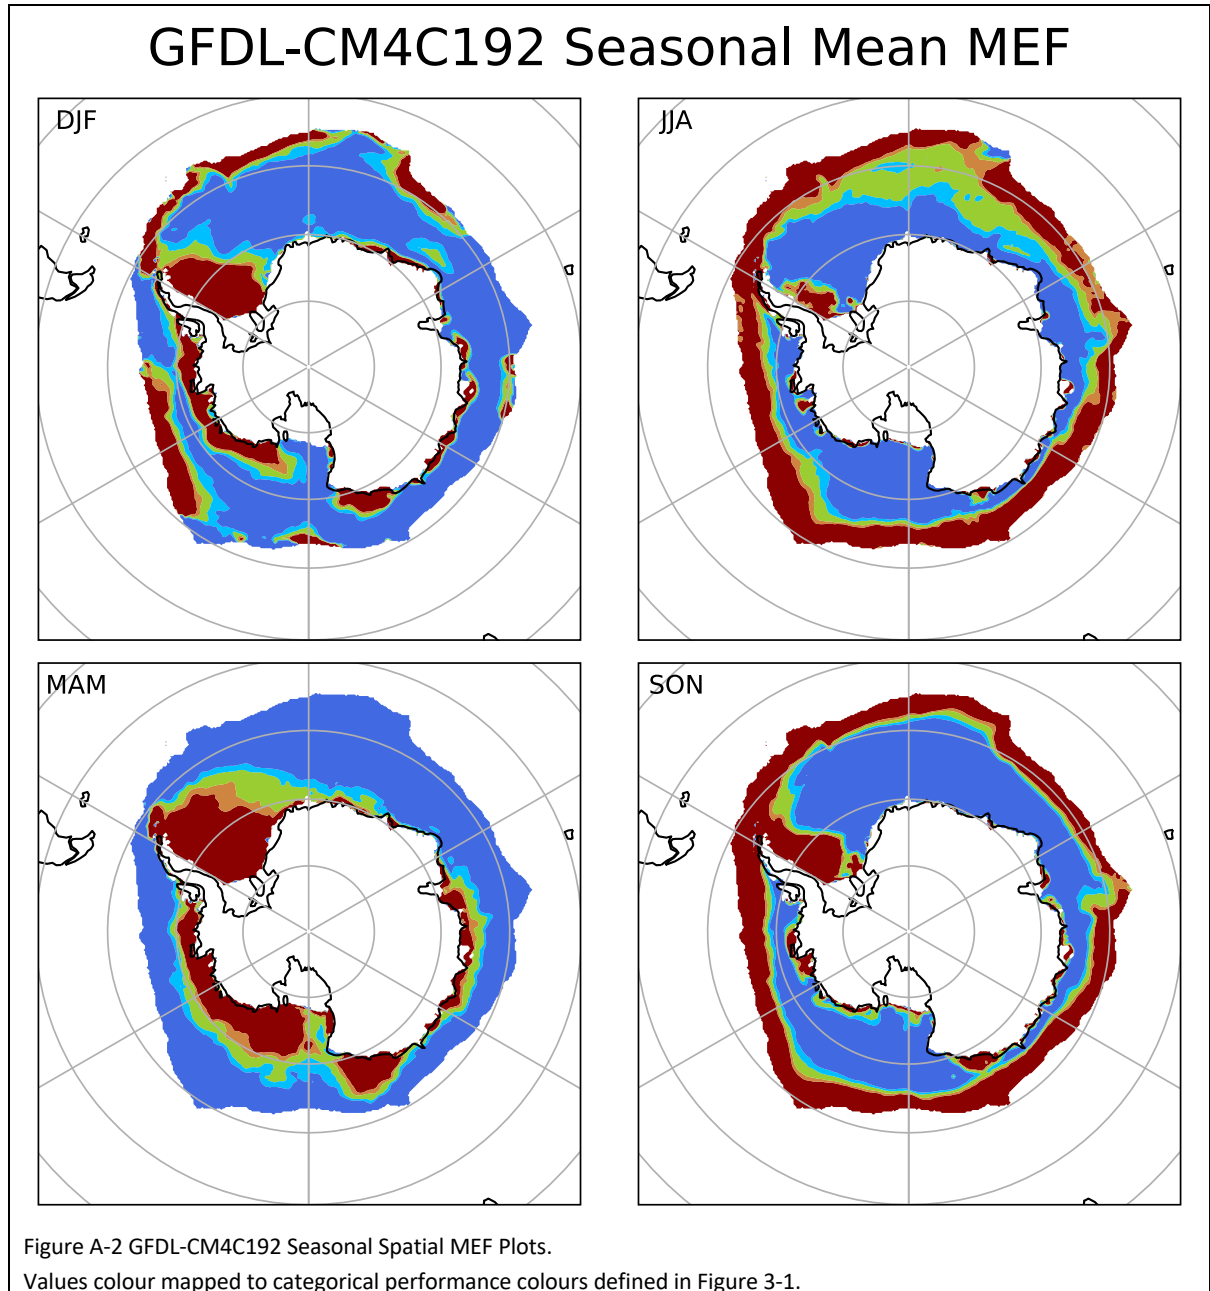 GFDL-CM4C192 Seasonal Mean MEF
DJF
JJA
MAM
SON
Figure A-2 GFDL-CM4C192 Seasonal Spatial MEF Plots.
Values colour mapped to categorical performance colours defined in Figure 3-1.